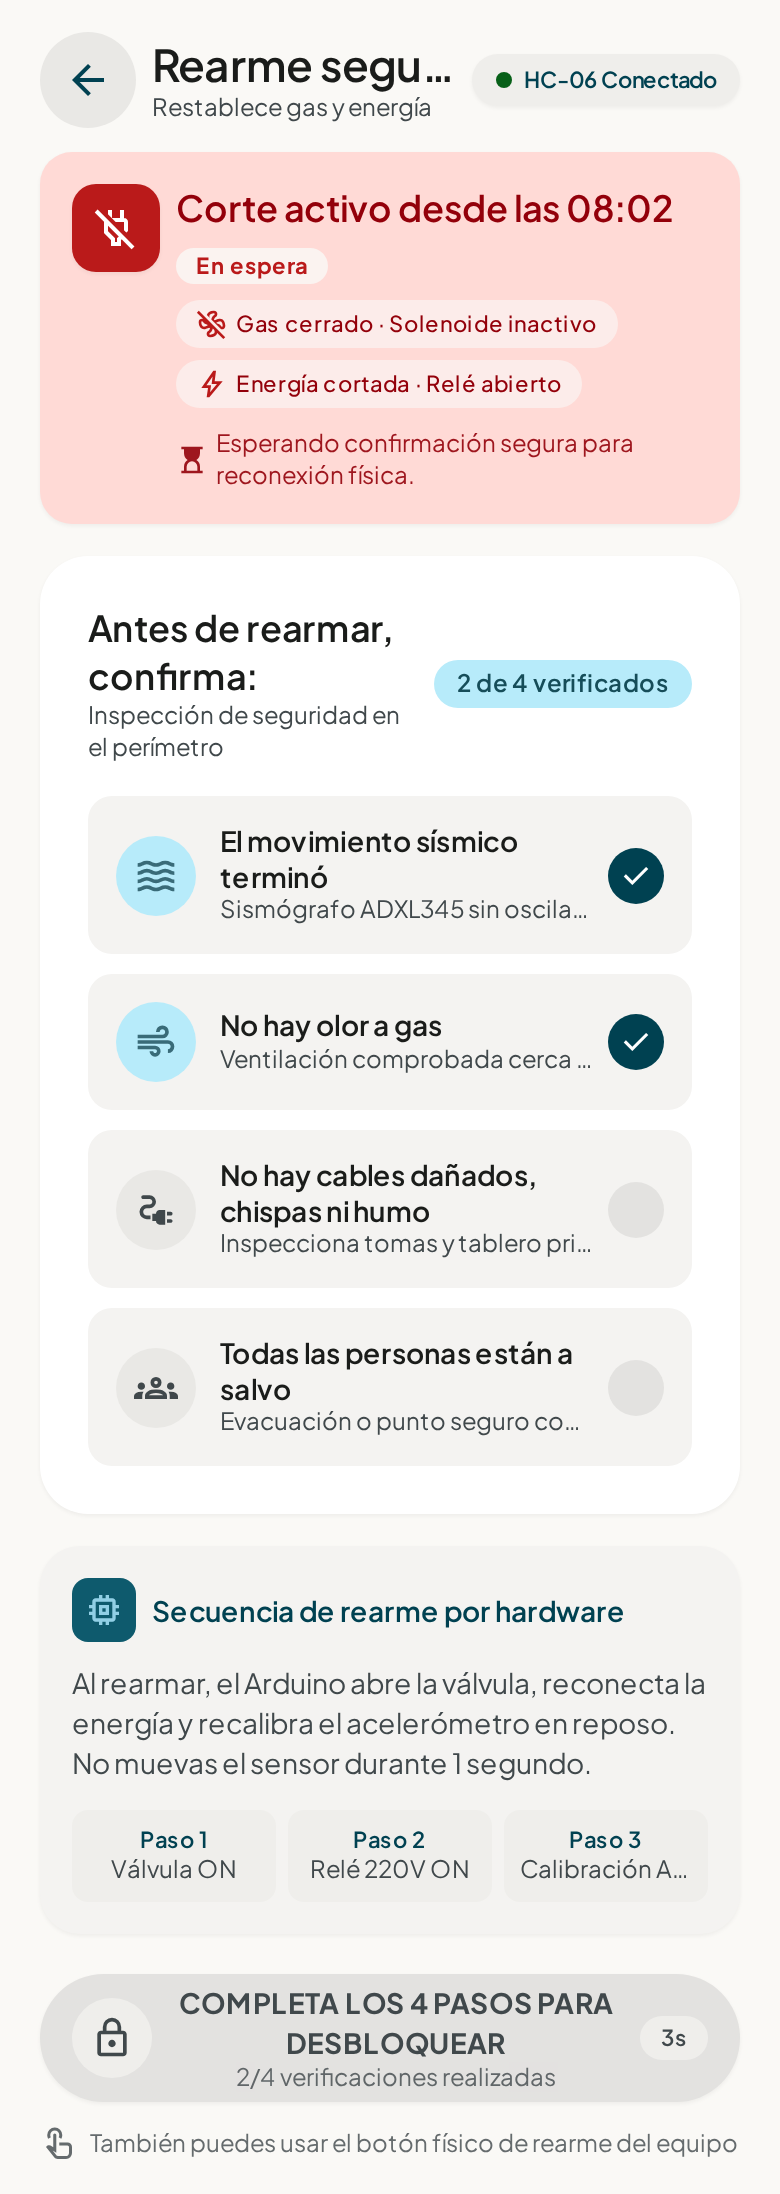 Rearme segu...
Restablece gas y energía
HC-06 Conectado
Corte activo desde las 08:02
En espera
Gas cerrado · Solenoide inactivo
Energía cortada · Relé abierto
Esperando confirmación segura para
reconexión física.
Antes de rearmar,
confirma:
Inspección de seguridad en
el perímetro
2 de 4 verificados
El movimiento sísmico
terminó
Sismógrafo ADXL345 sin oscila...
No hay olor a gas
Ventilación comprobada cerca ...
No hay cables dañados,
chispas ni humo
Inspecciona tomas y tablero pri...
Todas las personas están a
salvo
Evacuación o punto seguro co...
Secuencia de rearme por hardware
Al rearmar, el Arduino abre la válvula, reconecta la
energía y recalibra el acelerómetro en reposo.
No muevas el sensor durante 1 segundo.
Paso 1
Válvula ON
Paso 2
Relé 220V ON
Paso 3
Calibración A...
COMPLETA LOS 4 PASOS PARA
DESBLOQUEAR
2/4 verificaciones realizadas
3s
También puedes usar el botón físico de rearme del equipo